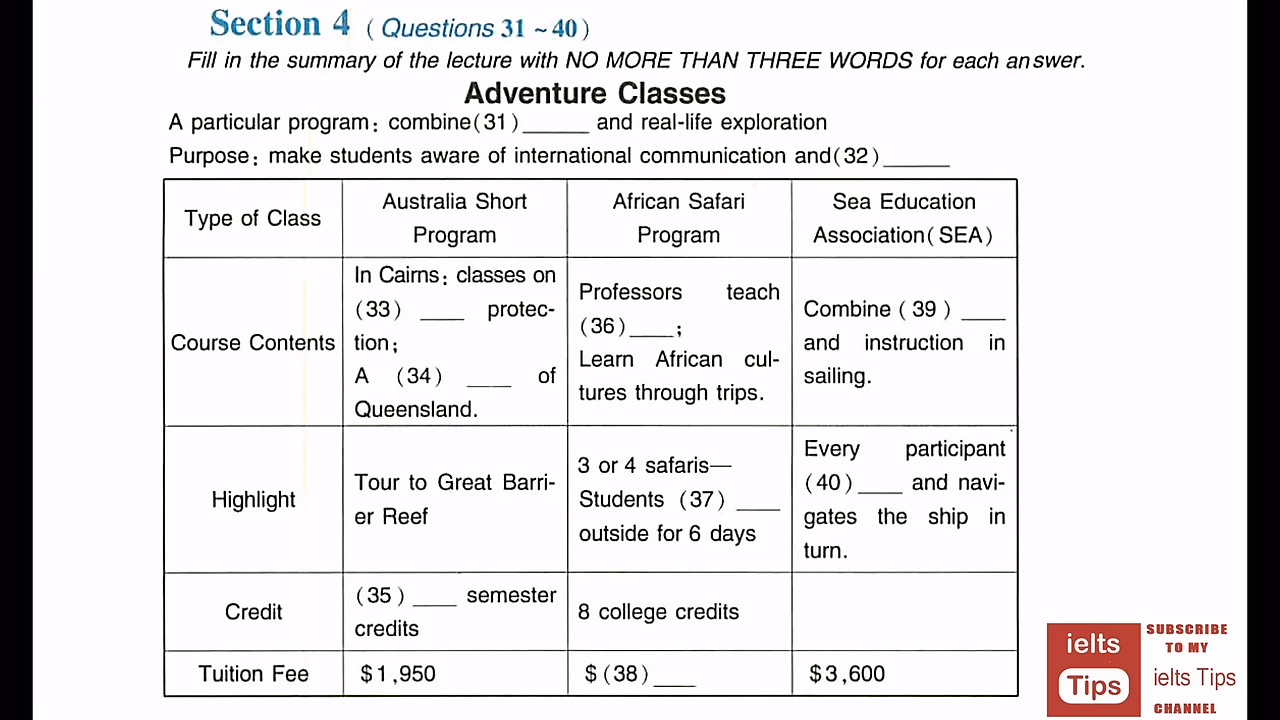 Section 4 ( Questions 31 ~ 40 )
Fill in the summary of the lecture with NO MORE THAN THREE WORDS for each answer.
Adventure Classes
A particular program: combine(31)______ and real-life exploration
Purpose: make students aware of international communication and(32)______
Type of Class
Australia Short
Program
African Safari
Program
Sea Education
Association(SEA)
Course Contents
In Cairns: classes on
(33) ____ protec-
tion;
A (34) ____ of
Queensland.
Professors teach
(36)____;
Learn African cul-
tures through trips.
Combine (39) ____
and instruction in
sailing.
Highlight
Tour to Great Barri-
er Reef
3 or 4 safaris—
Students (37) ____
outside for 6 days
Every participant
(40)____ and navi-
gates the ship in
turn.
Credit
(35) ____ semester
credits
8 college credits
Tuition Fee
$1,950
$(38)____
$3,600
ielts
Tips
SUBSCRIBE
TO MY
ielts Tips
CHANNEL